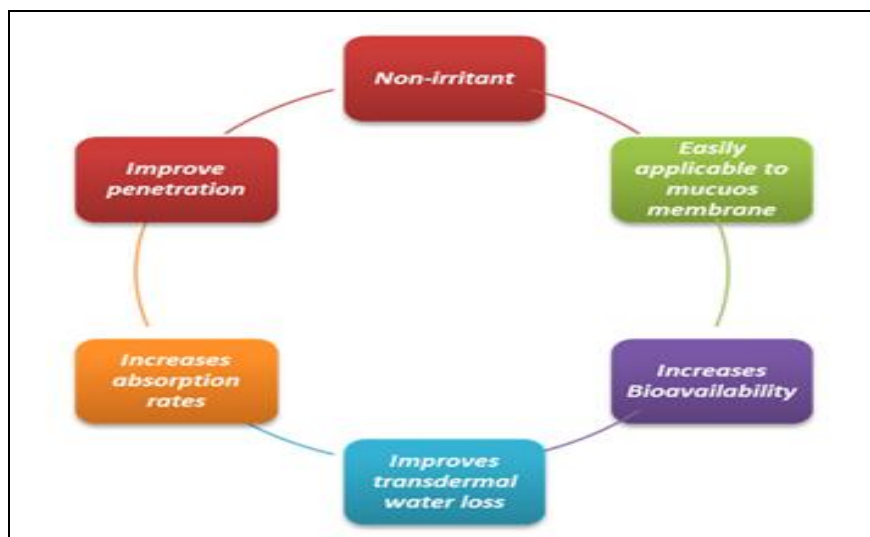 Non-irritant
Easily
applicable to
mucuos
membrane
Increases
Bioavailability
Improves
transdermal
water loss
Increases
absorption
rates
Improve
penetration